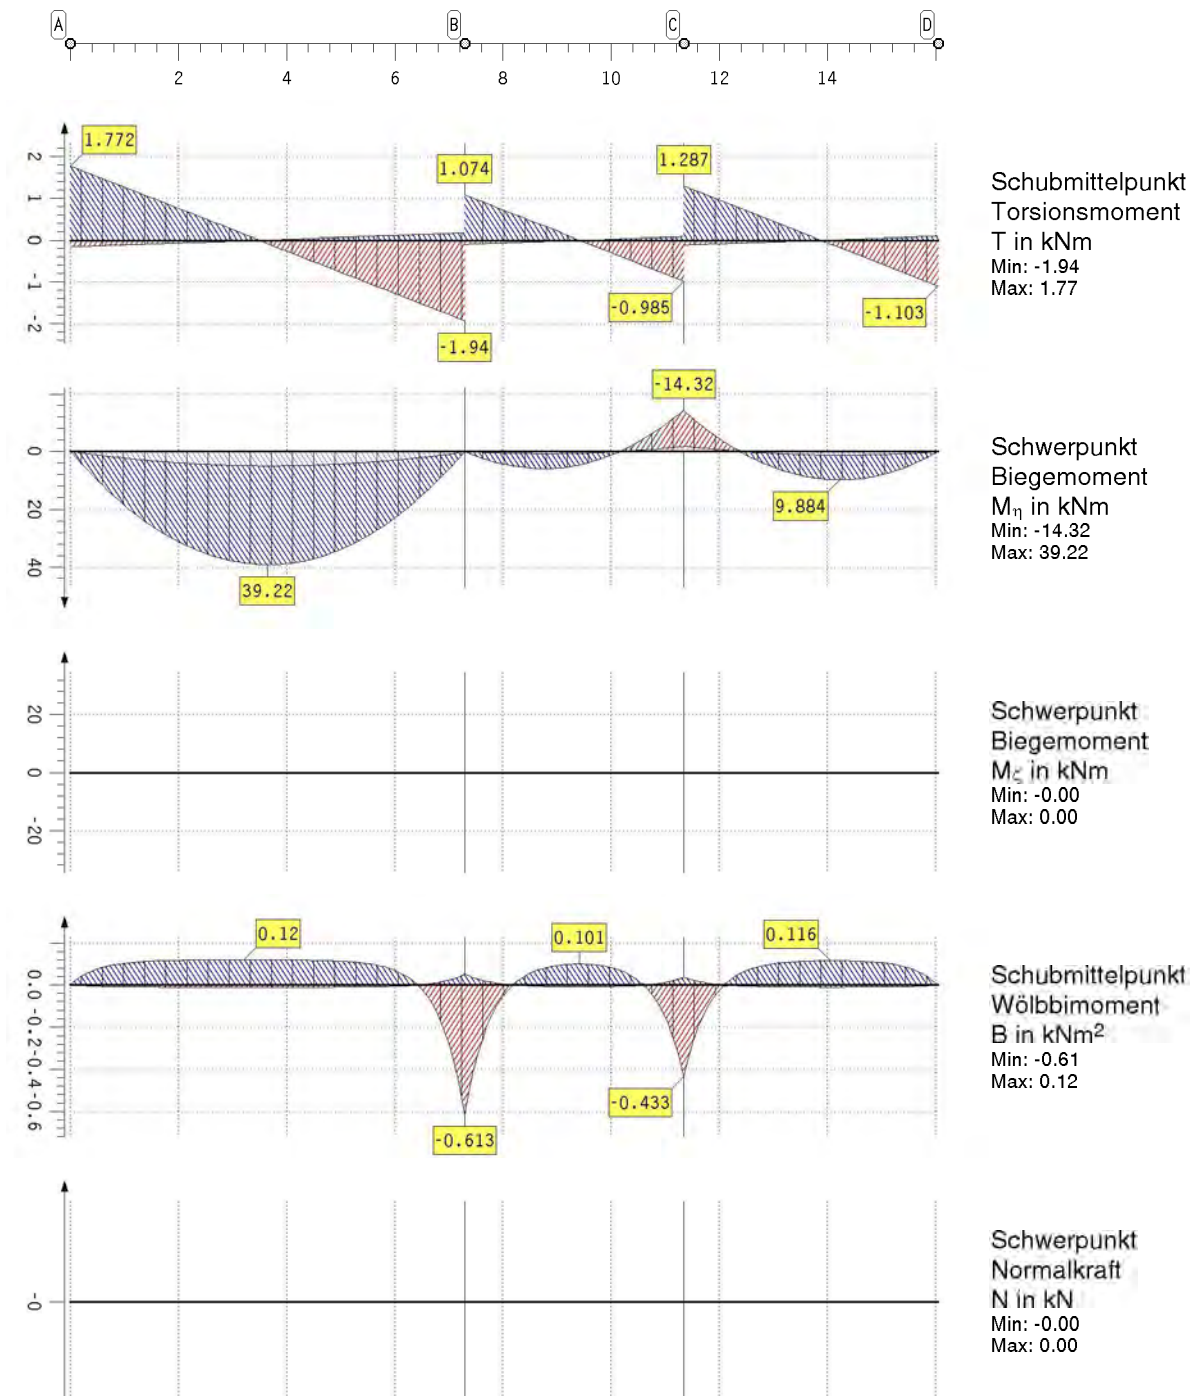 A B C D
2 4 6 8 10 12 14
1.772
1.074
1.287
2
1
0
-1
-2
-0.985
-1.103
-1.94
Schubmittelpunkt
Torsionsmoment
T in kNm
Min: -1.94
Max: 1.77
-14.32
0
20
40
9.884
39.22
Schwerpunkt
Biegemoment
Mη in kNm
Min: -14.32
Max: 39.22
20
0
-20
Schwerpunkt
Biegemoment
Mζ in kNm
Min: -0.00
Max: 0.00
0.12
0.101
0.116
0.0
-0.2
-0.4
-0.6
-0.433
-0.613
Schubmittelpunkt
Wölbbimoment
B in kNm²
Min: -0.61
Max: 0.12
-0
Schwerpunkt
Normalkraft
N in kN
Min: -0.00
Max: 0.00